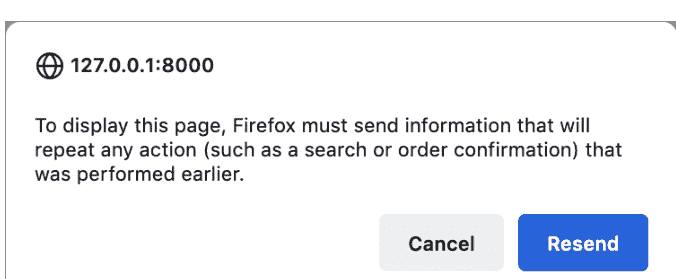 127.0.0.1:8000
To display this page, Firefox must send information that will
repeat any action (such as a search or order confirmation) that
was performed earlier.
Cancel
Resend